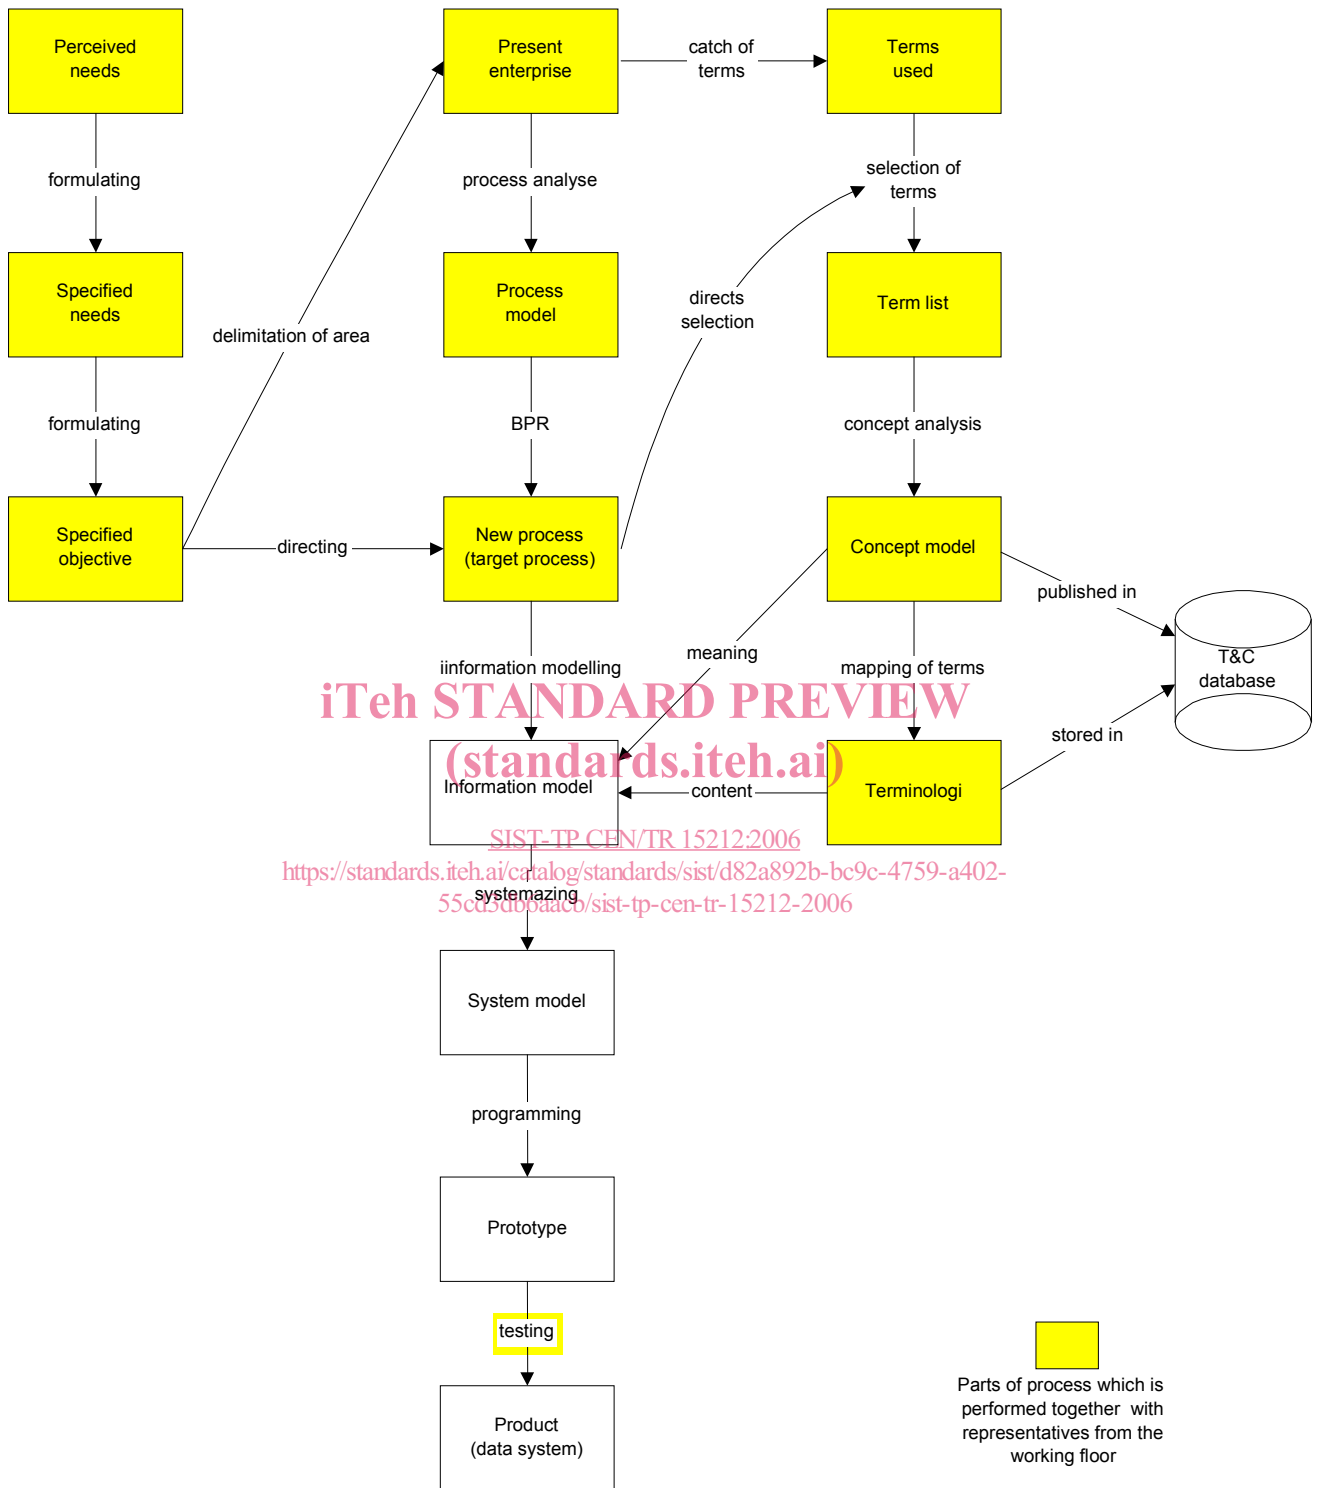 Perceived
needs
Present
enterprise
catch of
terms
Terms
used
formulating
process analyse
selection of
terms
Specified
needs
Process
model
directs
selection
Term list
delimitation of area
formulating
BPR
concept analysis
Specified
objective
directing
New process
(target process)
Concept model
published in
iinformation modelling
meaning
mapping of terms
T&C
database
iTeh STANDARD PREVIEW
(standards.iteh.ai)
stored in
Information model
content
Terminologi
SIST-TP CEN/TR 15212:2006
https://standards.iteh.ai/catalog/standards/sist/d82a892b-bc9c-4759-a402-
55cd3db6aacb/sist-tp-cen-tr-15212-2006
systemazing
System model
programming
Prototype
testing
Product
(data system)
Parts of process which is
performed together with
representatives from the
working floor